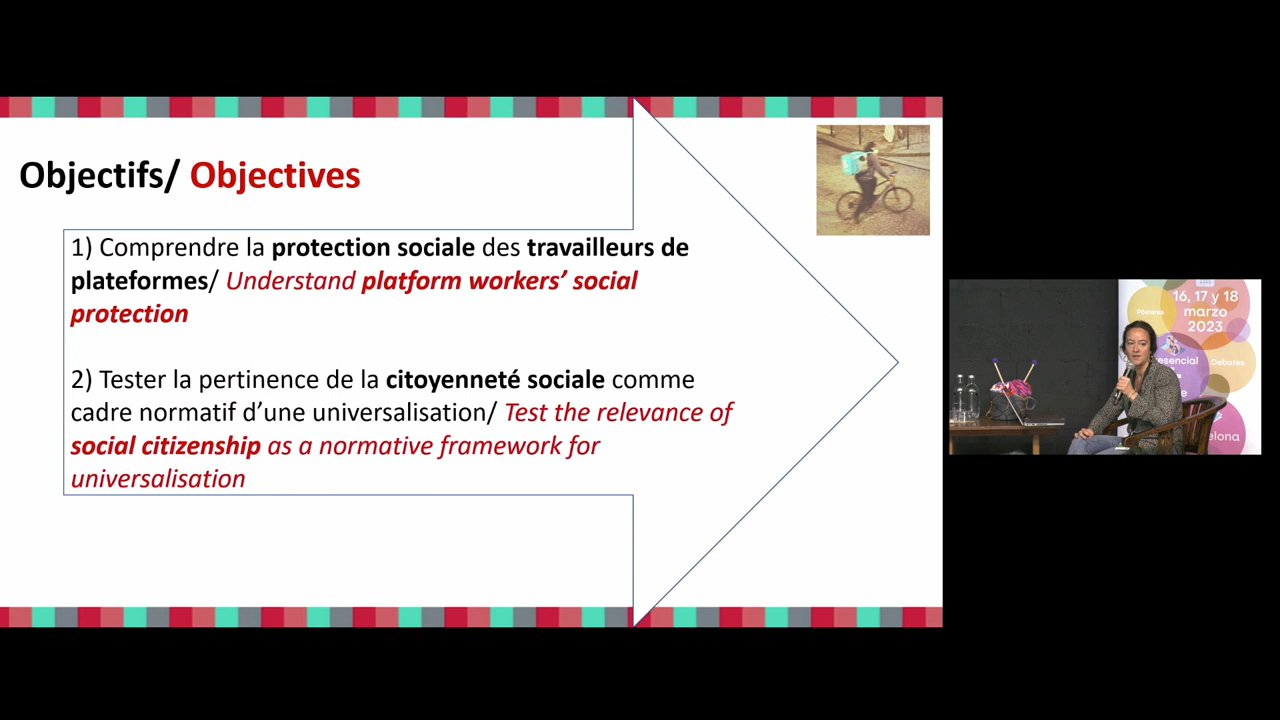 Objectifs/ Objectives
1) Comprendre la protection sociale des travailleurs de
plateformes/ Understand platform workers’ social
protection
2) Tester la pertinence de la citoyenneté sociale comme
cadre normatif d’une universalisation/ Test the relevance of
social citizenship as a normative framework for
universalisation
16, 17 y 18
marzo
2023
Debates
esencial
elona